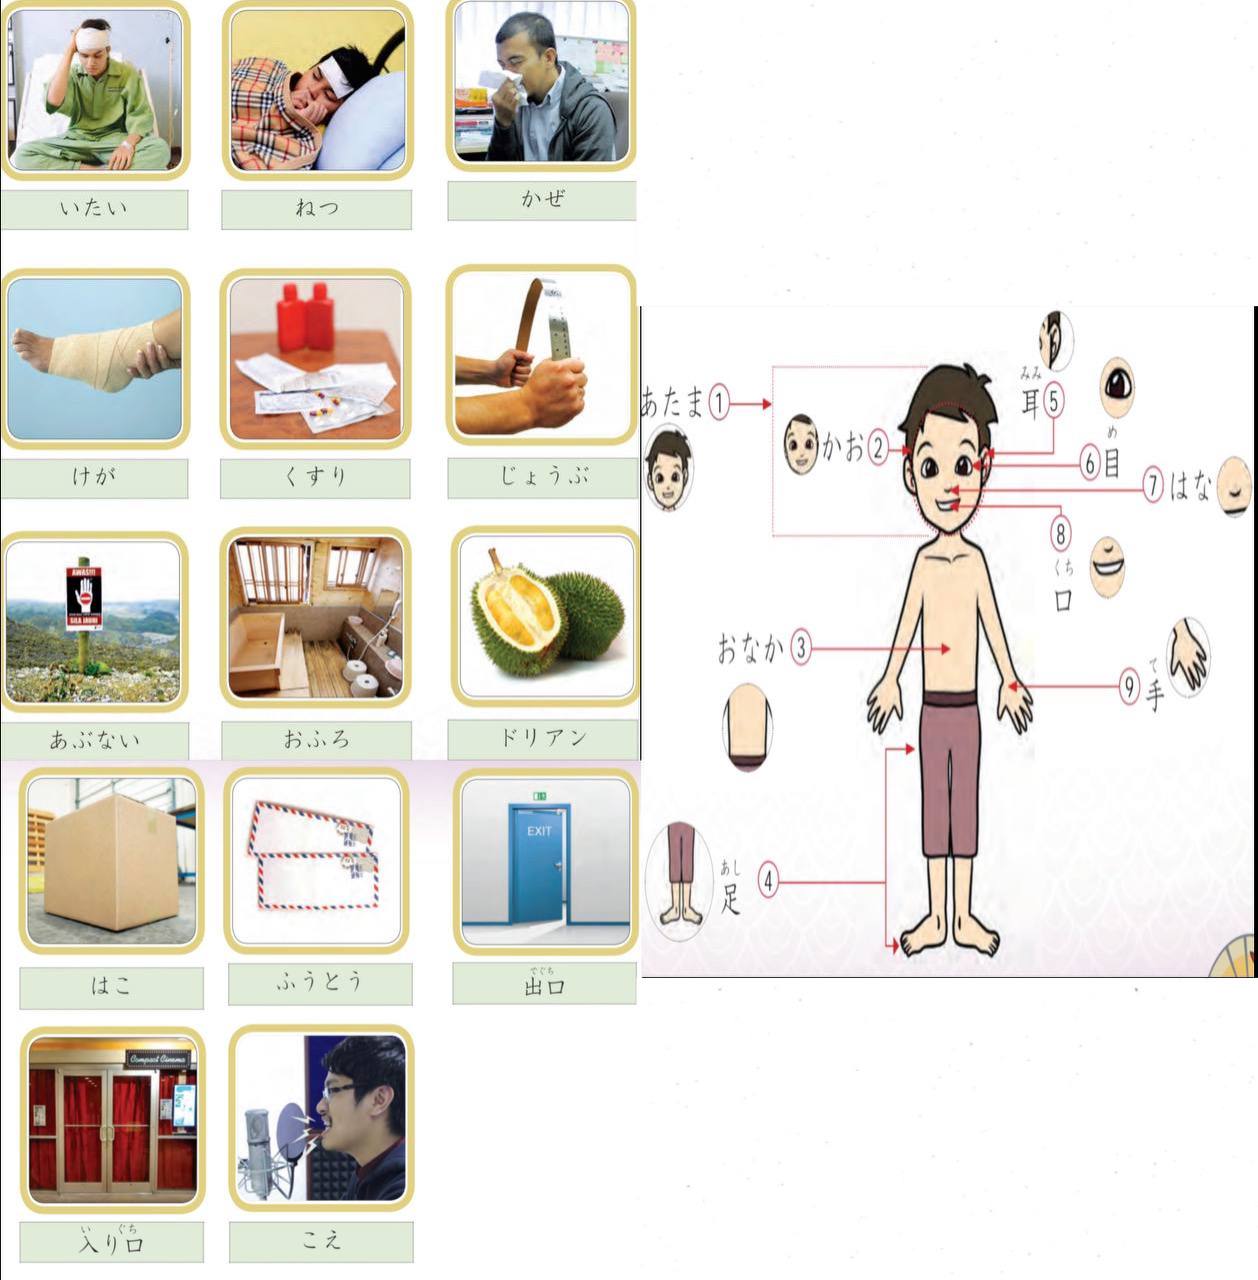 いたい
ねつ
かぜ
けが
くすり
じょうぶ
AWAS!!!
SILA JAUHI
あぶない
おふろ
ドリアン
はこ
ふうとう
EXIT
でぐち
出口
Compact Cinema
い ぐち
入り口
こえ
あたま ①
かお ②
おなか ③
あし
足 ④
みみ
耳 ⑤
め
⑥ 目
⑦ はな
⑧
くち
口
て
⑨ 手